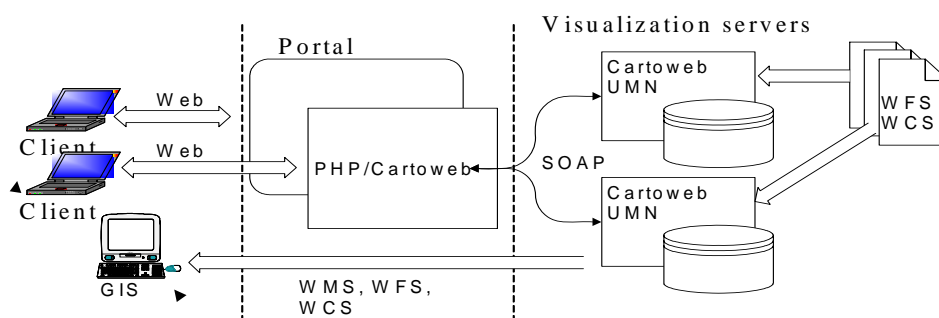 Portal
Visualization servers
Web
Client
Web
Client
PHP/Cartoweb
SOAP
Cartoweb
UMN
Cartoweb
UMN
WFS
WCS
GIS
WMS, WFS,
WCS